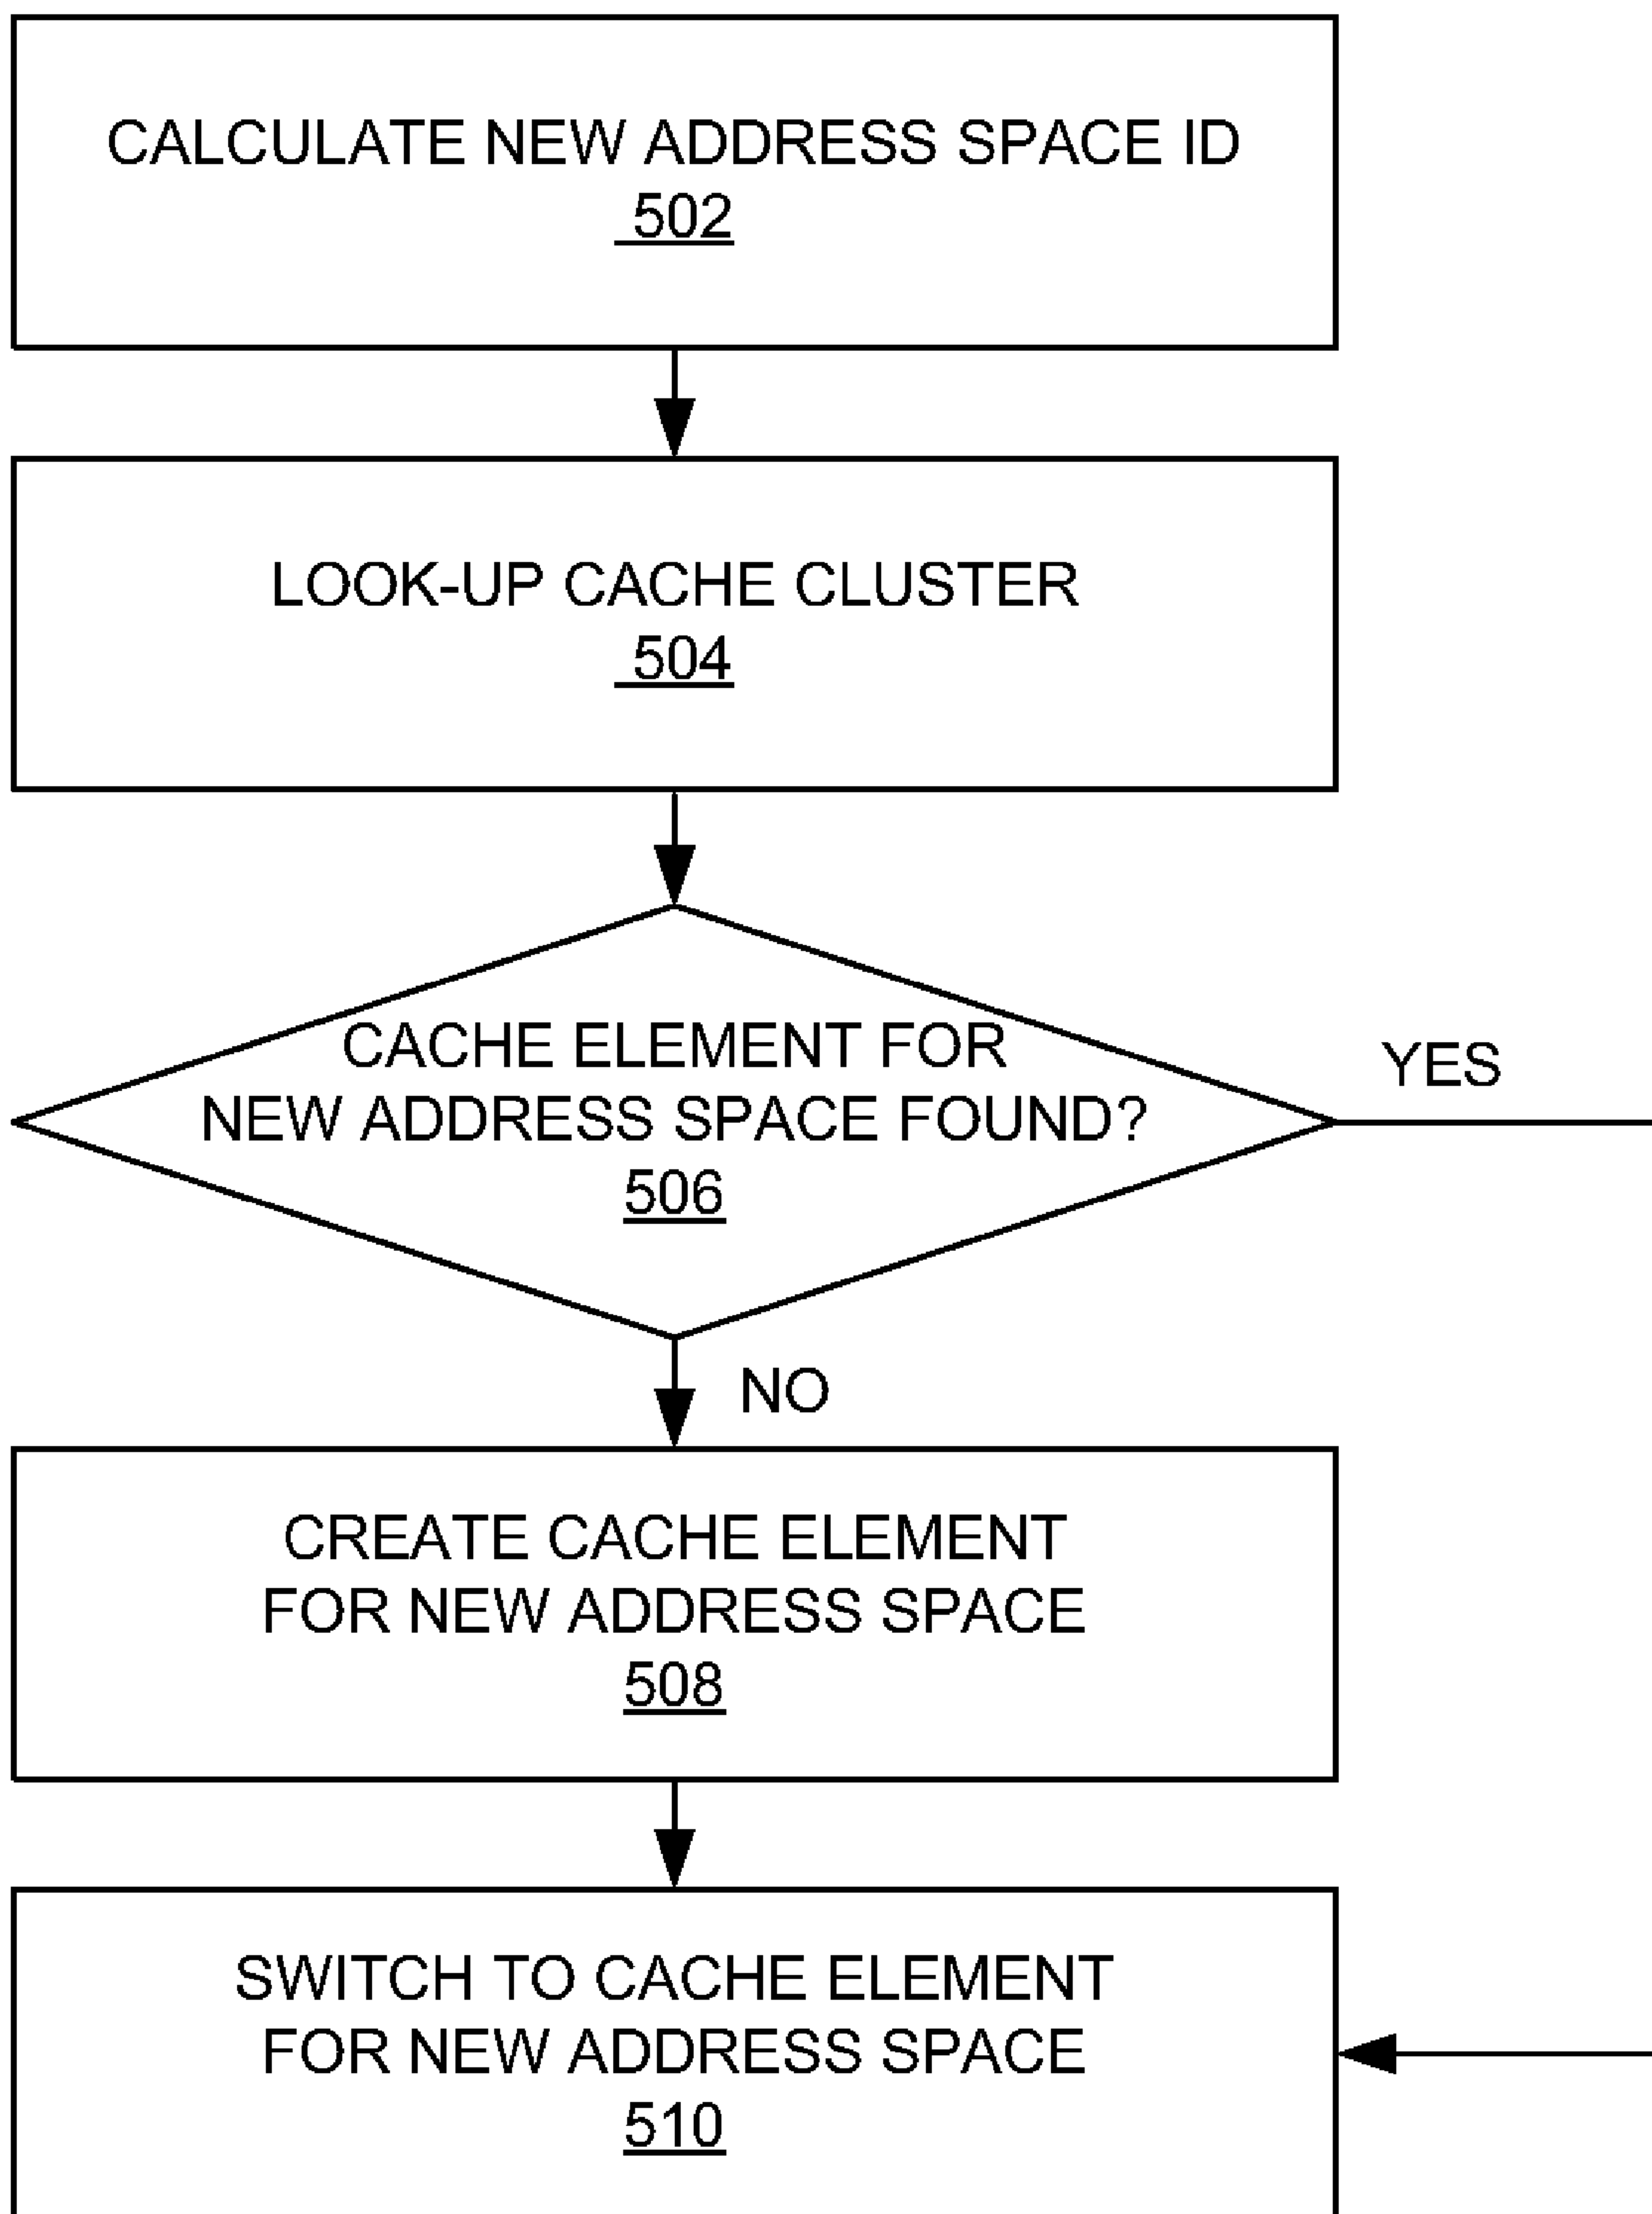 CALCULATE NEW ADDRESS SPACE ID
502
LOOK-UP CACHE CLUSTER
504
CACHE ELEMENT FOR
NEW ADDRESS SPACE FOUND?
506
YES
NO
CREATE CACHE ELEMENT
FOR NEW ADDRESS SPACE
508
SWITCH TO CACHE ELEMENT
FOR NEW ADDRESS SPACE
510